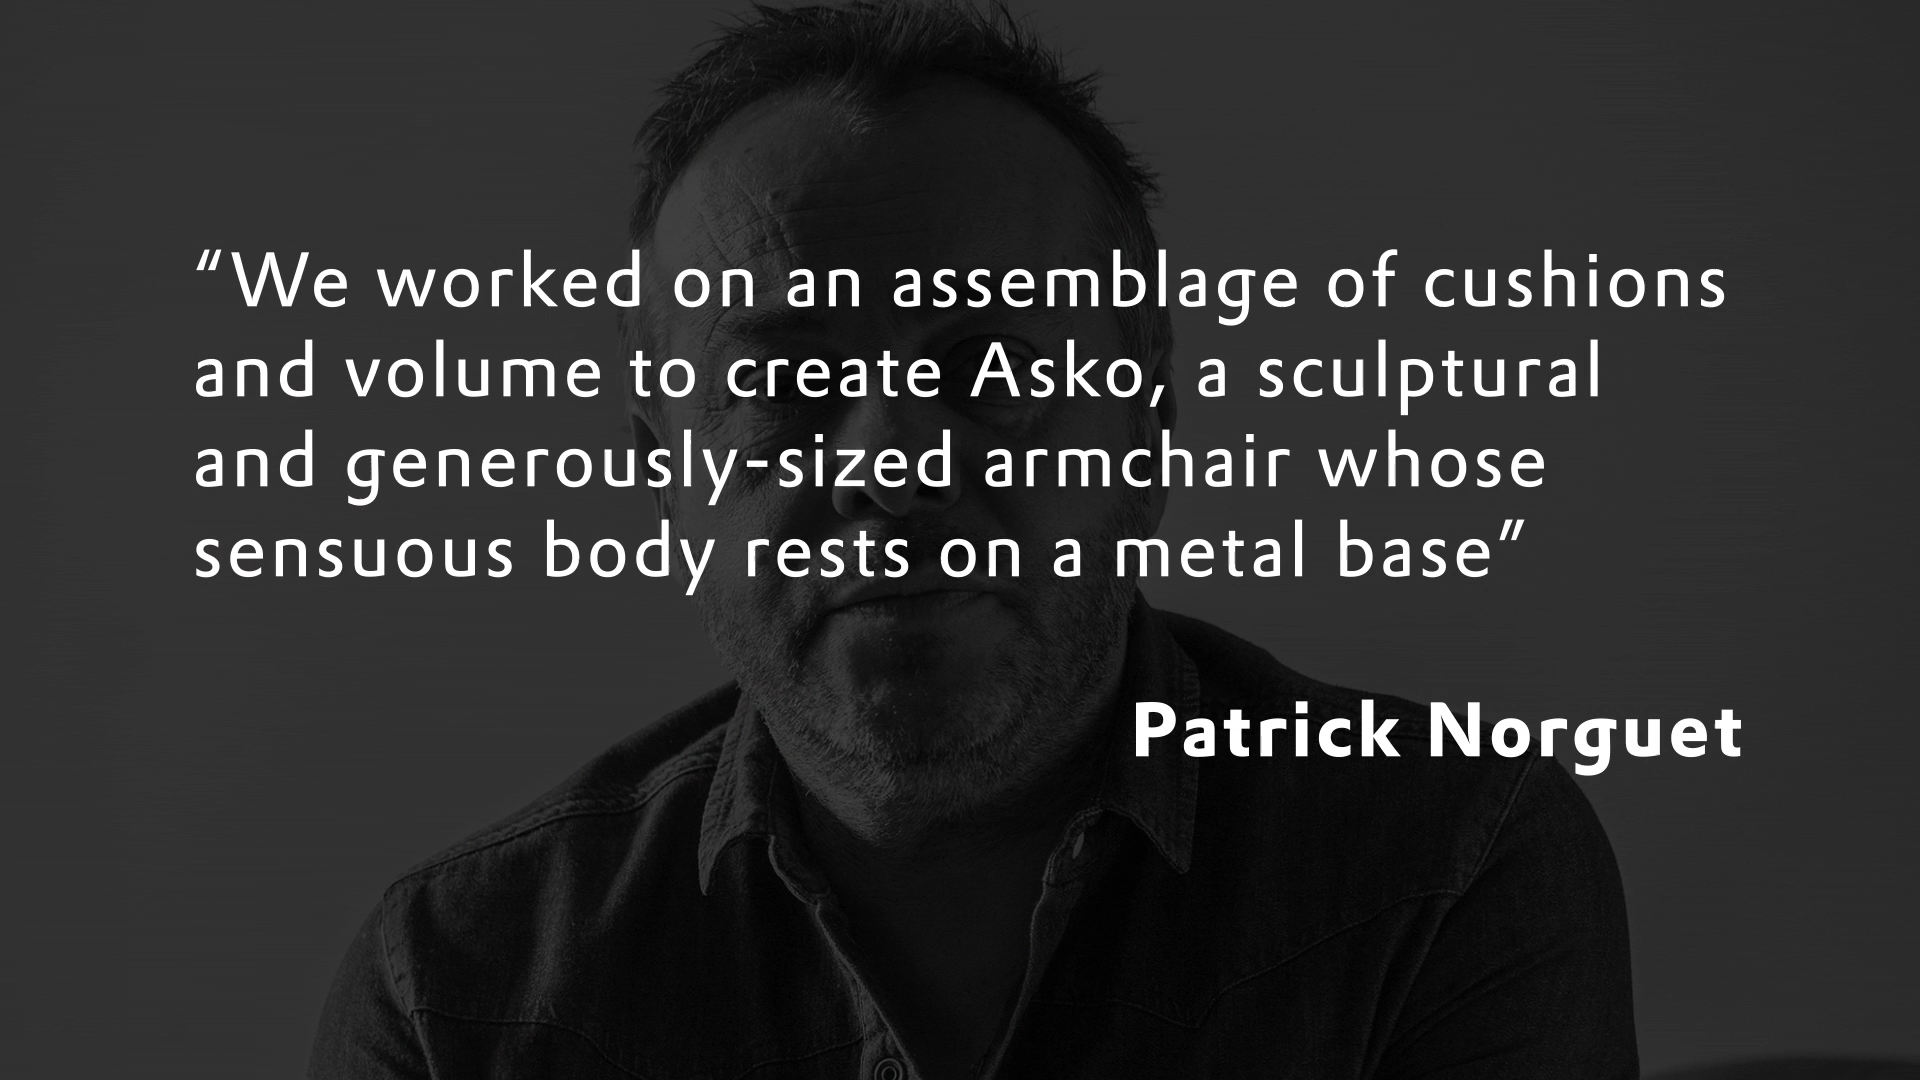 “We worked on an assemblage of cushions
and volume to create Asko, a sculptural
and generously-sized armchair whose
sensuous body rests on a metal base”
Patrick Norguet